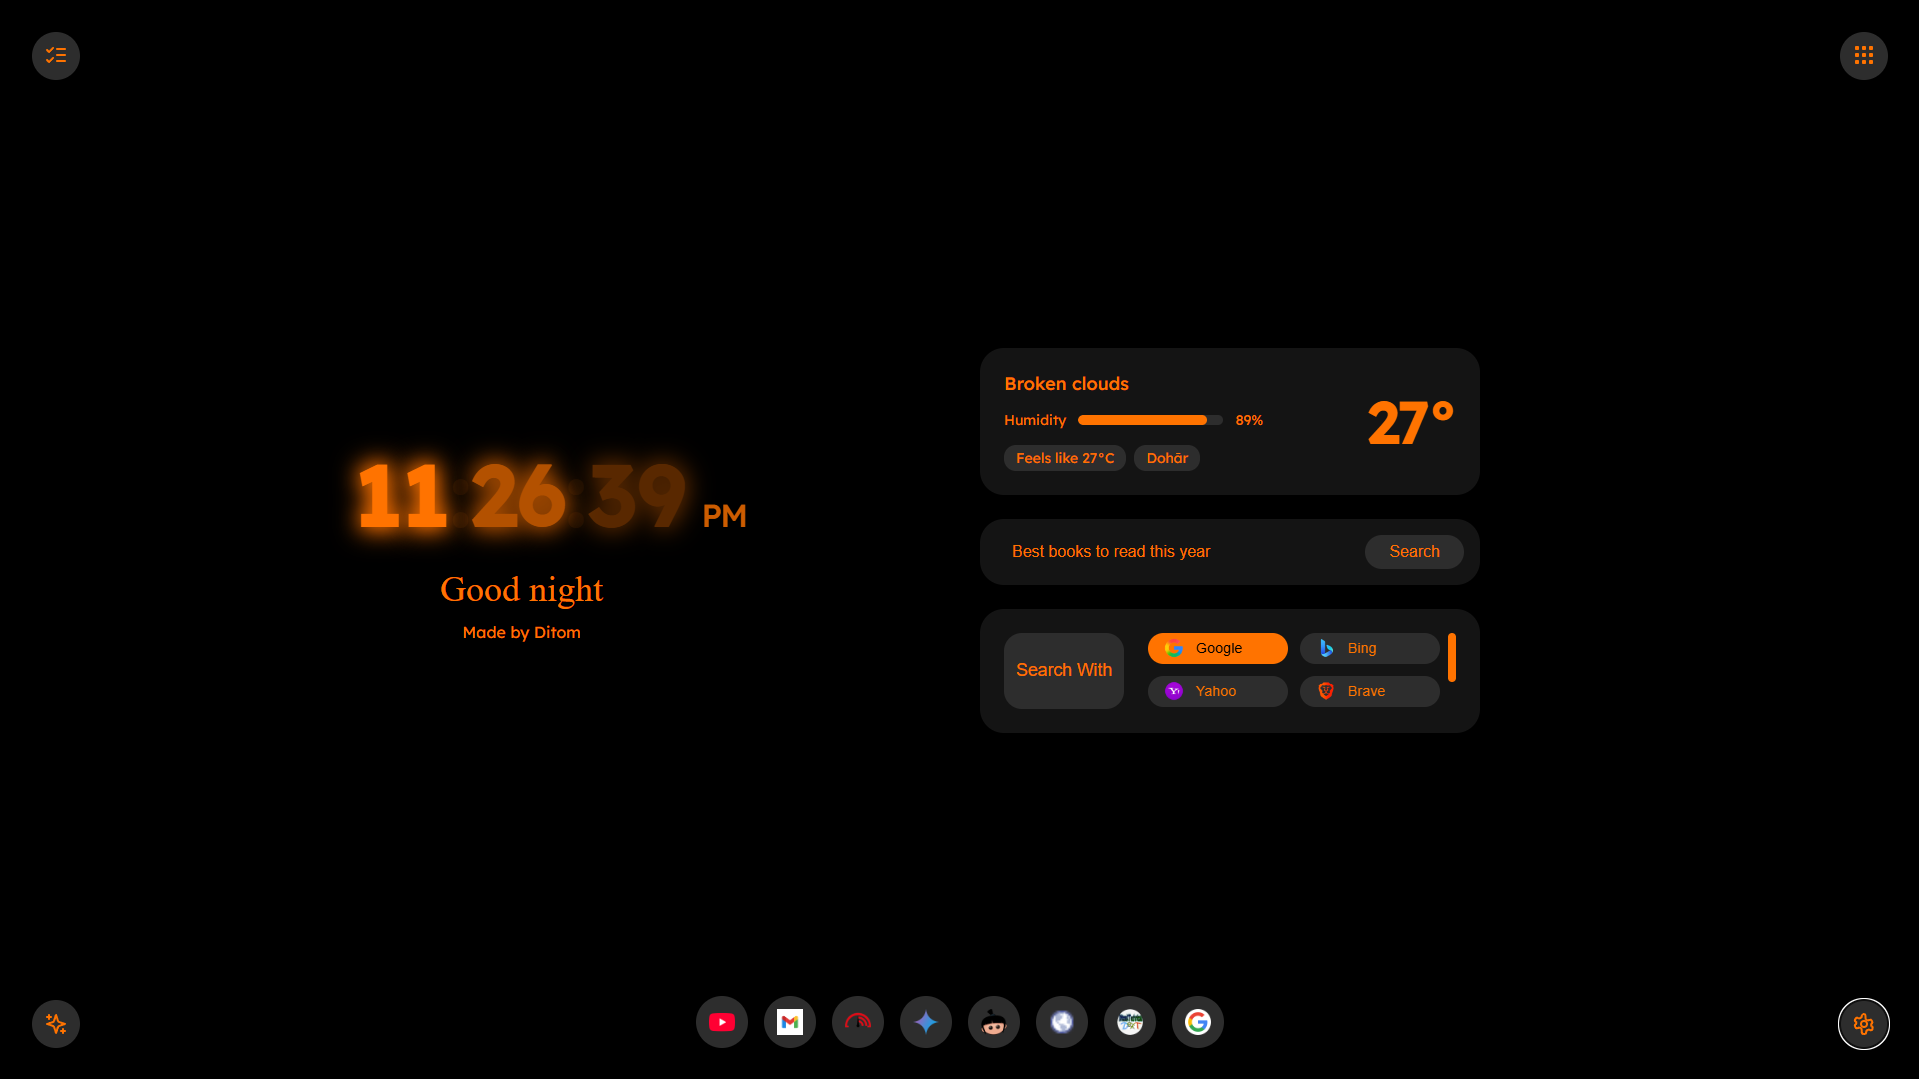 11:26:39 PM
Good night
Made by Ditom
Broken clouds
Humidity 89%
27°
Feels like 27°C Dohār
Best books to read this year Search
Search With
Google Bing
Yahoo Brave